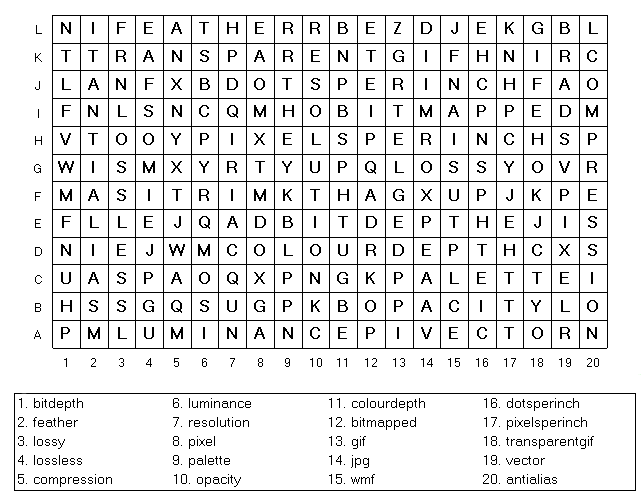 L N I F E A T H E R R B E Z D J E K G B L
K T T R A N S P A R E N T G I F H N I R C
J L A N F X B D O T S P E R I N C H F A O
I F N L S N C Q M H O B I T M A P P E D M
H V T O O Y P I X E L S P E R I N C H S P
G W I S M X Y R T Y U P Q L O S S Y O V R
F M A S I T R I M K T H A G X U P J K P E
E F L L E J Q A D B I T D E P T H E J I S
D N I E J W M C O L O U R D E P T H C X S
C U A S P A O Q X P N G K P A L E T T E I
B H S S G Q S U G P K B O P A C I T Y L O
A P M L U M I N A N C E P I V E C T O R N
1 2 3 4 5 6 7 8 9 10 11 12 13 14 15 16 17 18 19 20
1. bitdepth 6. luminance 11. colourdepth 16. dotsperinch
2. feather 7. resolution 12. bitmapped 17. pixelsperinch
3. lossy 8. pixel 13. gif 18. transparentgif
4. lossless 9. palette 14. jpg 19. vector
5. compression 10. opacity 15. wmf 20. antialias